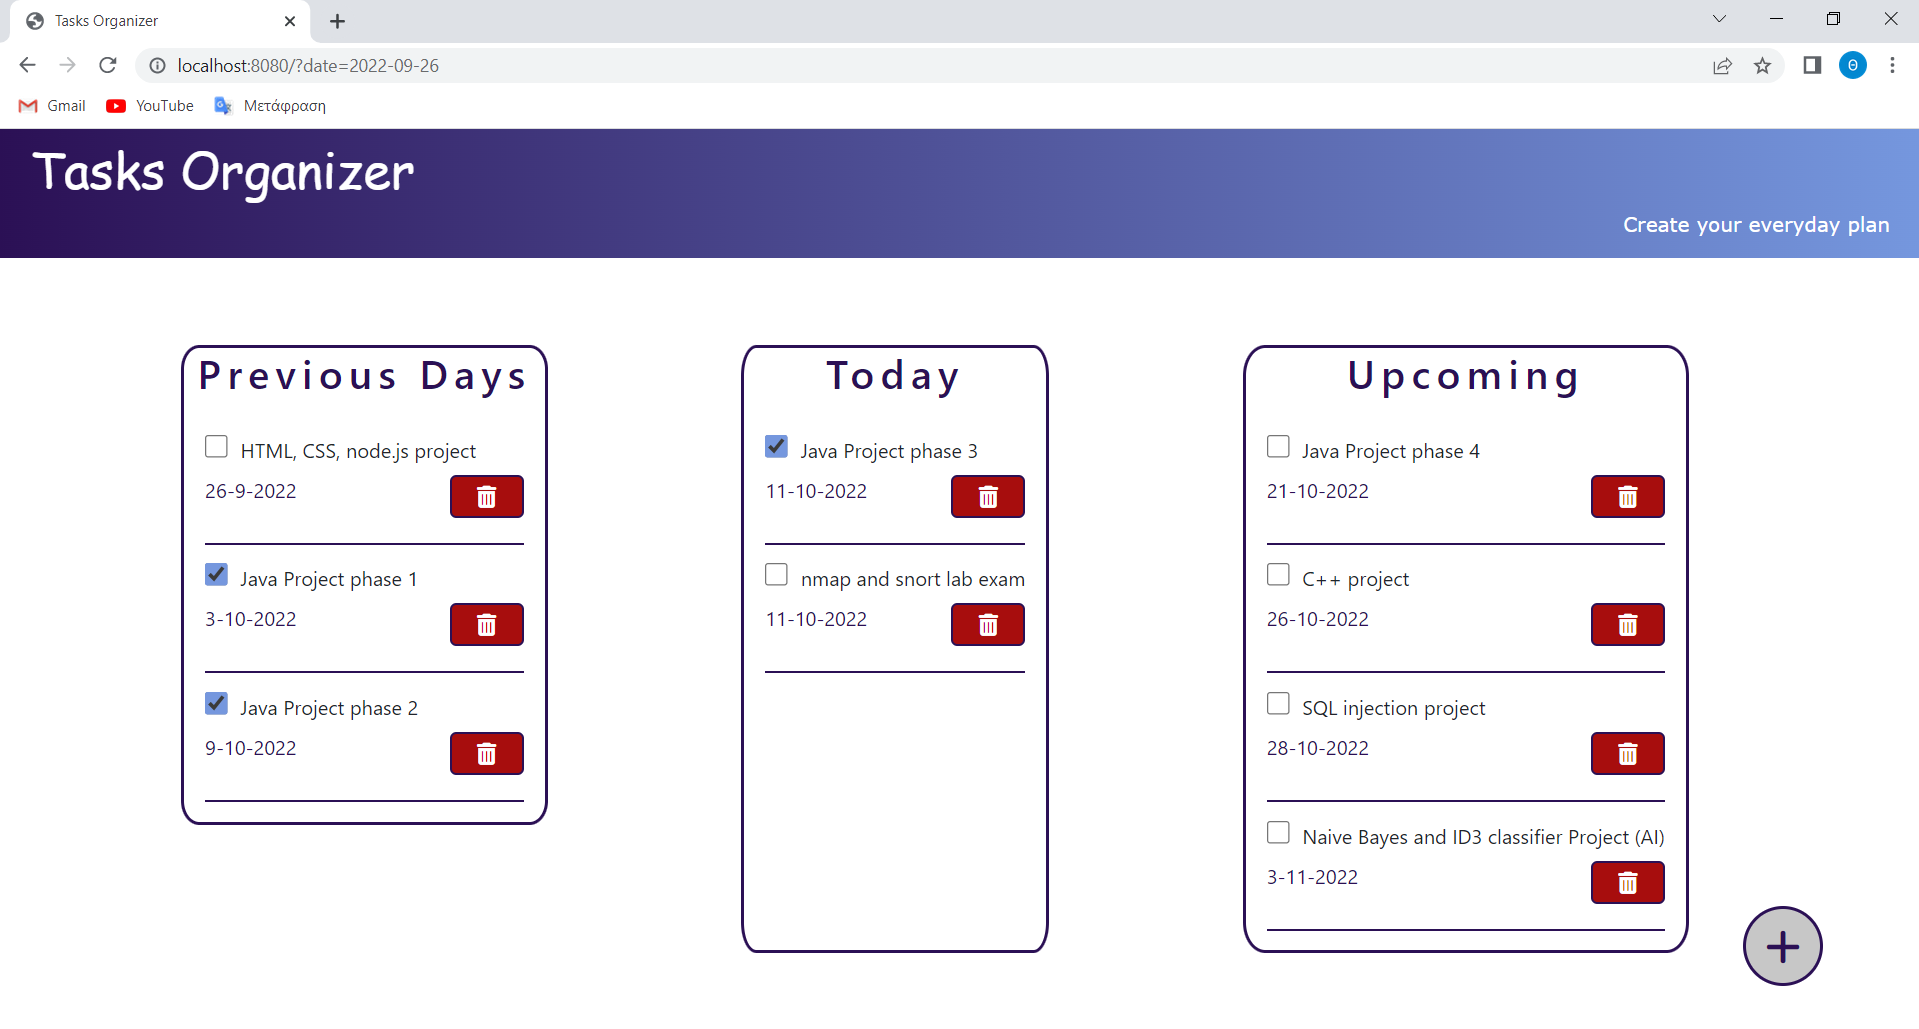 Tasks Organizer
localhost:8080/?date=2022-09-26
Θ
Gmail YouTube Μετάφραση
Tasks Organizer
Create your everyday plan
Previous Days
HTML, CSS, node.js project
26-9-2022
Java Project phase 1
3-10-2022
Java Project phase 2
9-10-2022
Today
Java Project phase 3
11-10-2022
nmap and snort lab exam
11-10-2022
Upcoming
Java Project phase 4
21-10-2022
C++ project
26-10-2022
SQL injection project
28-10-2022
Naive Bayes and ID3 classifier Project (AI)
3-11-2022
+